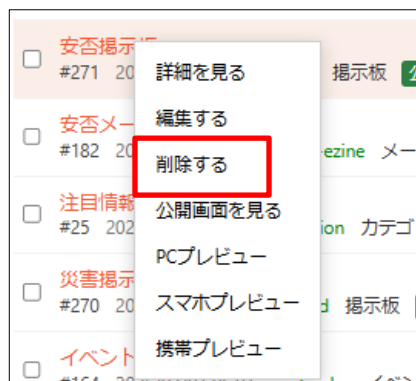 安否掲示板
#271 20 掲示板 公
詳細を見る
編集する
安否メー
#182 20 -ezine メー
削除する
注目情報
公開画面を見る
#25 202 ion カテゴ
PCプレビュー
災害掲示
#270 20 d 掲示板
スマホプレビュー
携帯プレビュー
イベント